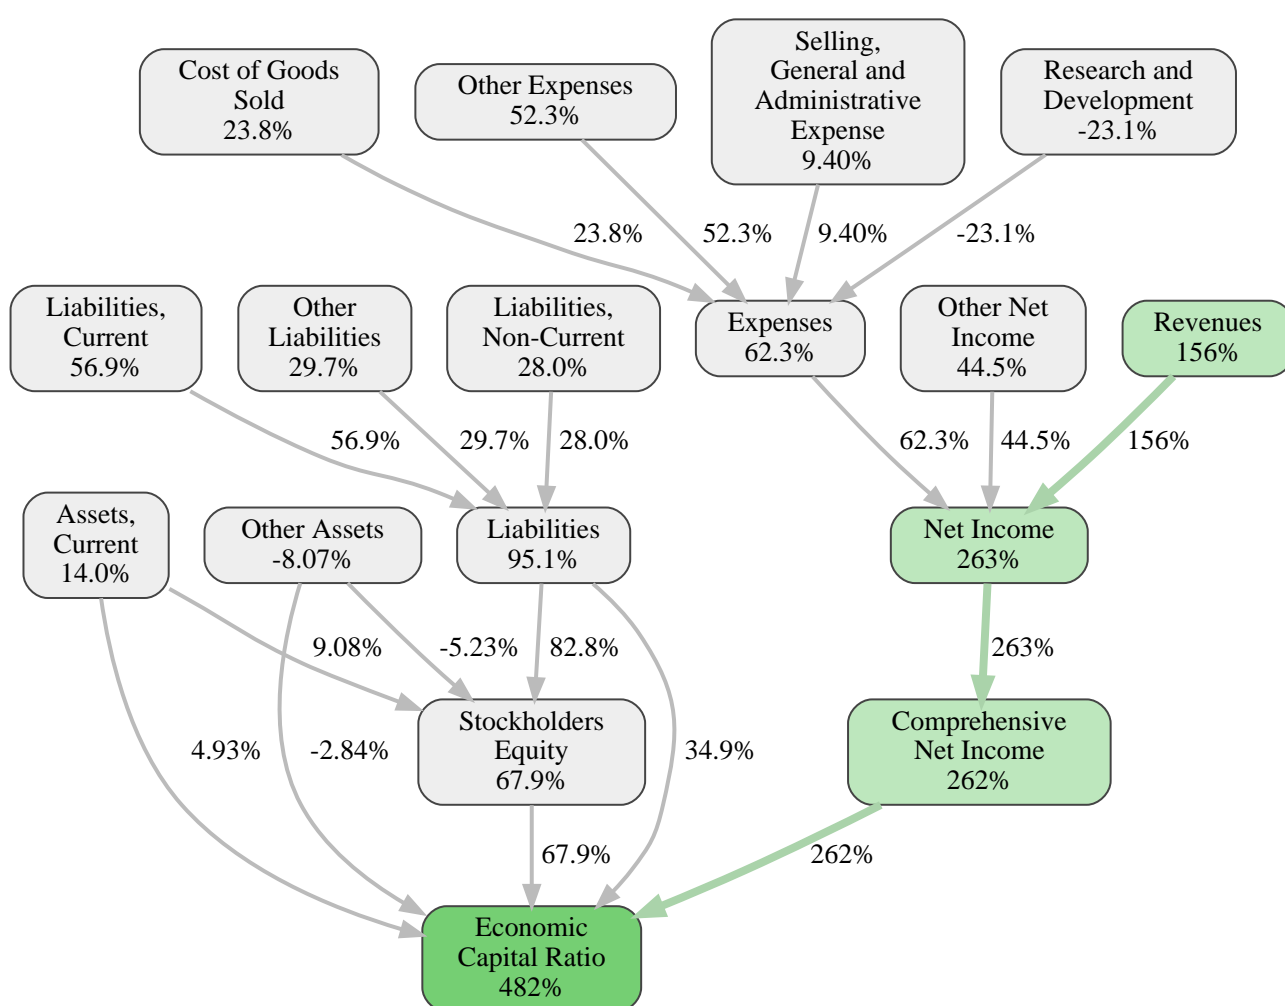 Cost of Goods
Sold
23.8%
Other Expenses
52.3%
Selling,
General and
Administrative
Expense
9.40%
Research and
Development
-23.1%
23.8%
52.3%
9.40%
-23.1%
Liabilities,
Current
56.9%
Other
Liabilities
29.7%
Liabilities,
Non-Current
28.0%
Expenses
62.3%
Other Net
Income
44.5%
Revenues
156%
56.9%
29.7%
28.0%
62.3%
44.5%
156%
Assets,
Current
14.0%
Other Assets
-8.07%
Liabilities
95.1%
Net Income
263%
9.08%
-5.23%
82.8%
263%
4.93%
-2.84%
Stockholders
Equity
67.9%
34.9%
Comprehensive
Net Income
262%
67.9%
262%
Economic
Capital Ratio
482%